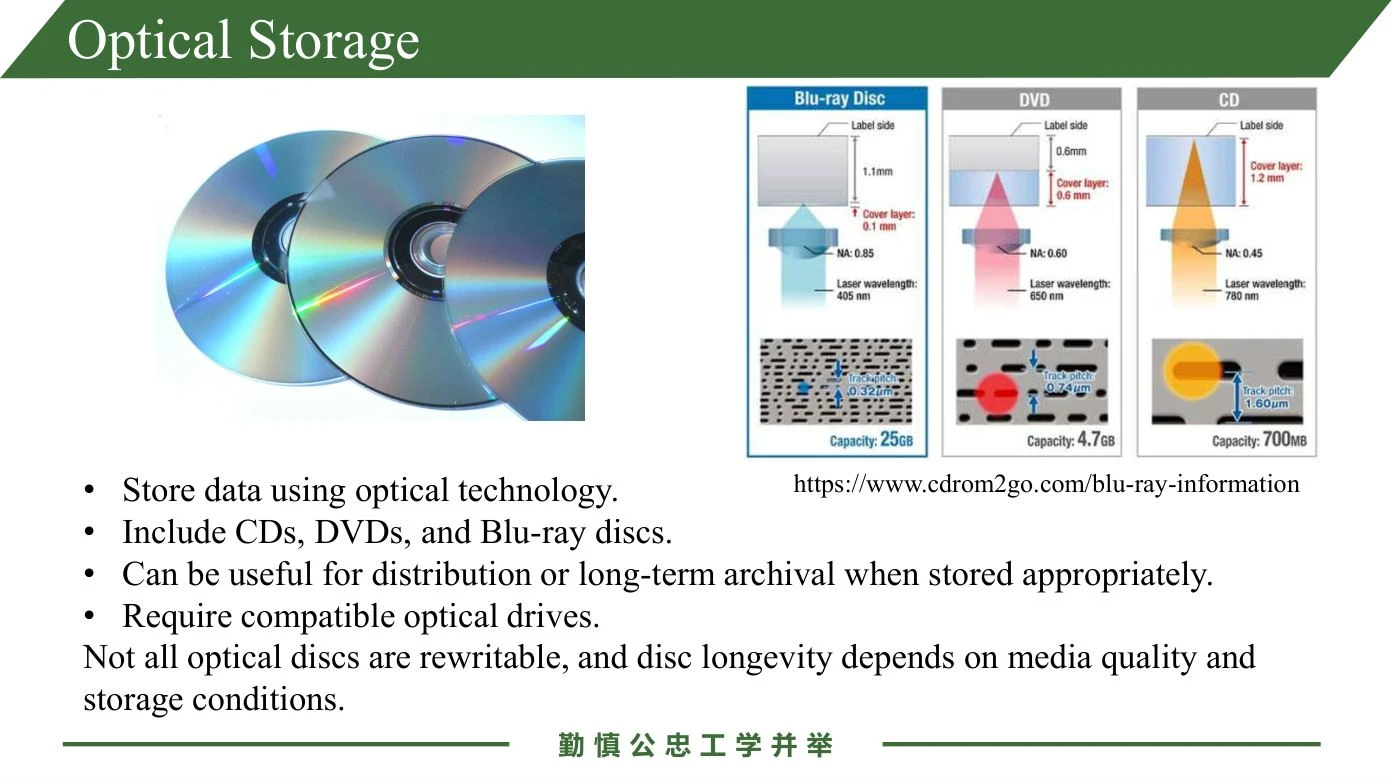 Optical Storage
Blu-ray Disc
Label side
1.1mm
Cover layer:
0.1 mm
NA: 0.85
Laser wavelength:
405 nm
Track pitch:
0.32μm
Capacity: 25GB
DVD
Label side
0.6mm
Cover layer:
0.6 mm
NA: 0.60
Laser wavelength:
650 nm
Track pitch:
0.74μm
Capacity: 4.7GB
CD
Label side
Cover layer:
1.2 mm
NA: 0.45
Laser wavelength:
780 nm
Track pitch:
1.60μm
Capacity: 700MB
https://www.cdrom2go.com/blu-ray-information
• Store data using optical technology.
• Include CDs, DVDs, and Blu-ray discs.
• Can be useful for distribution or long-term archival when stored appropriately.
• Require compatible optical drives.
Not all optical discs are rewritable, and disc longevity depends on media quality and
storage conditions.
勤慎公忠工学并举